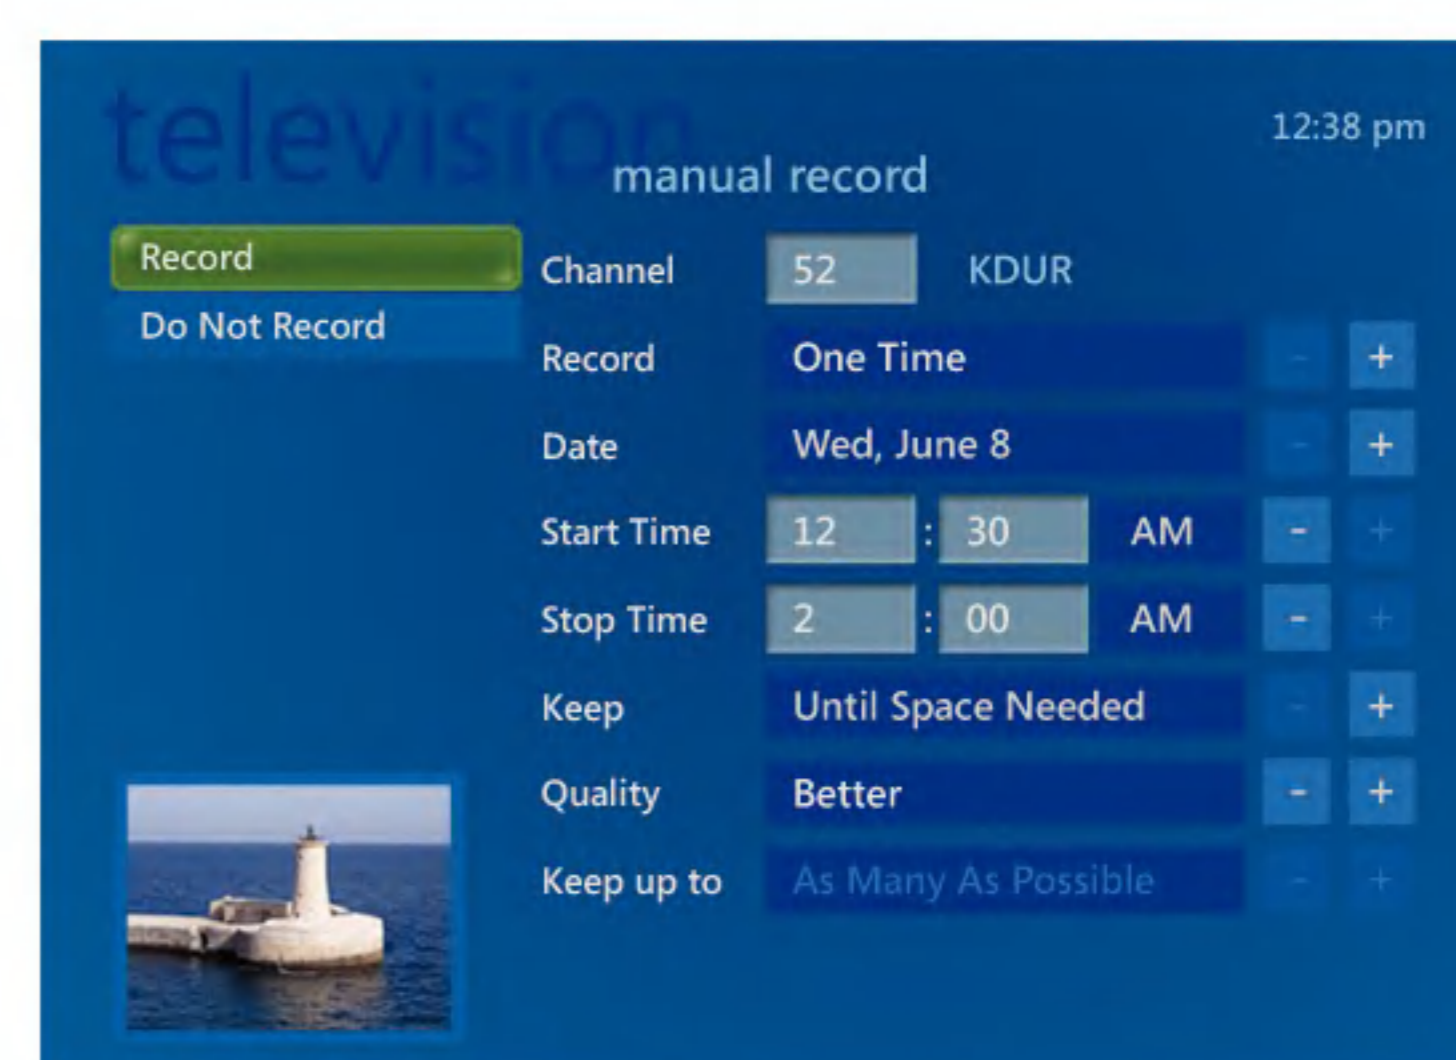 television
manual record
12:38 pm
Record
Do Not Record
Channel 52 KDUR
Record One Time - +
Date Wed, June 8 - +
Start Time 12 : 30 AM - +
Stop Time 2 : 00 AM - +
Keep Until Space Needed - +
Quality Better - +
Keep up to As Many As Possible - +